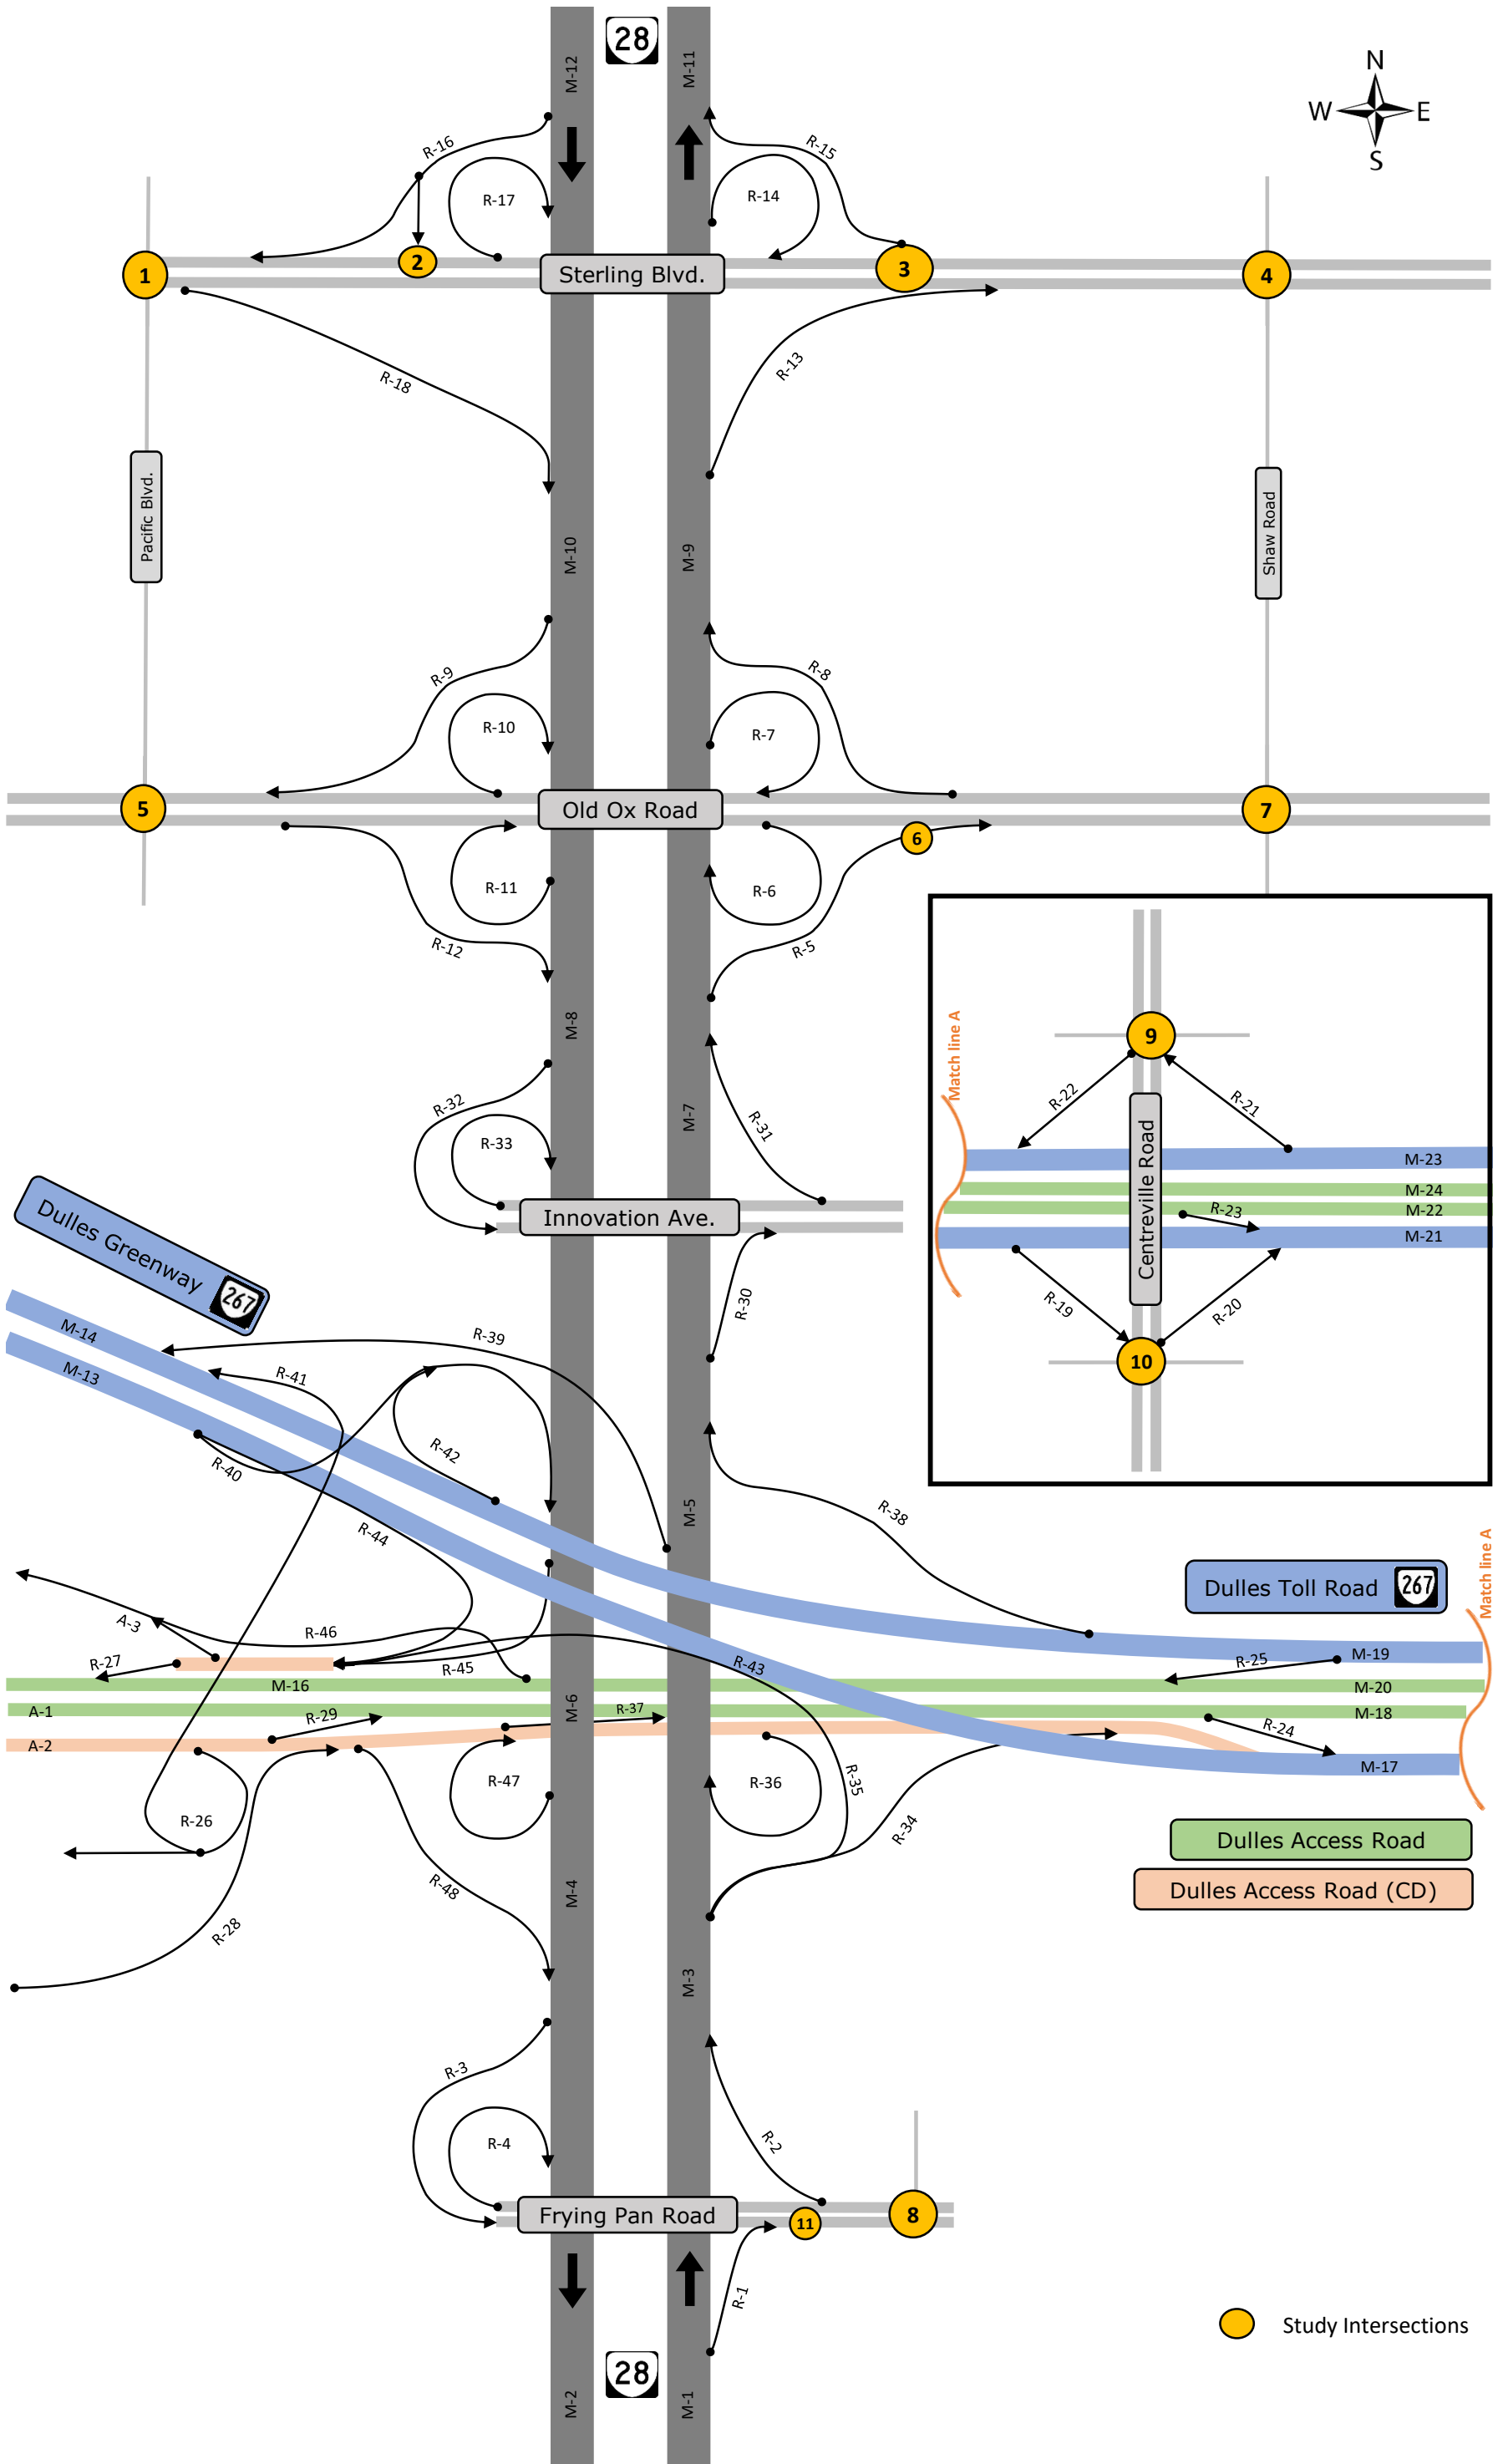 28
M-12
M-11
N
W
E
S
R-16
R-15
R-17
R-14
1
2
3
4
Sterling Blvd.
R-18
R-13
Pacific Blvd.
Shaw Road
M-10
M-9
R-9
R-8
R-10
R-7
5
Old Ox Road
7
6
R-11
R-6
R-12
R-5
M-8
M-7
R-32
R-31
R-33
Innovation Ave.
Match line A
9
R-22
R-21
Centreville Road
M-23
M-24
M-22
R-23
M-21
R-19
R-20
10
Dulles Greenway 267
M-14
M-13
R-30
R-39
R-41
R-42
R-40
R-44
M-5
R-38
Match line A
Dulles Toll Road 267
A-3
R-46
R-27
R-45
R-43
R-25
M-19
M-16
M-20
A-1
R-29
M-6
R-37
M-18
R-24
A-2
M-17
R-47
R-36
R-35
R-26
R-34
Dulles Access Road
Dulles Access Road (CD)
R-48
M-4
R-28
M-3
R-3
R-4
R-2
Frying Pan Road
11
8
R-1
28
M-2
M-1
Study Intersections